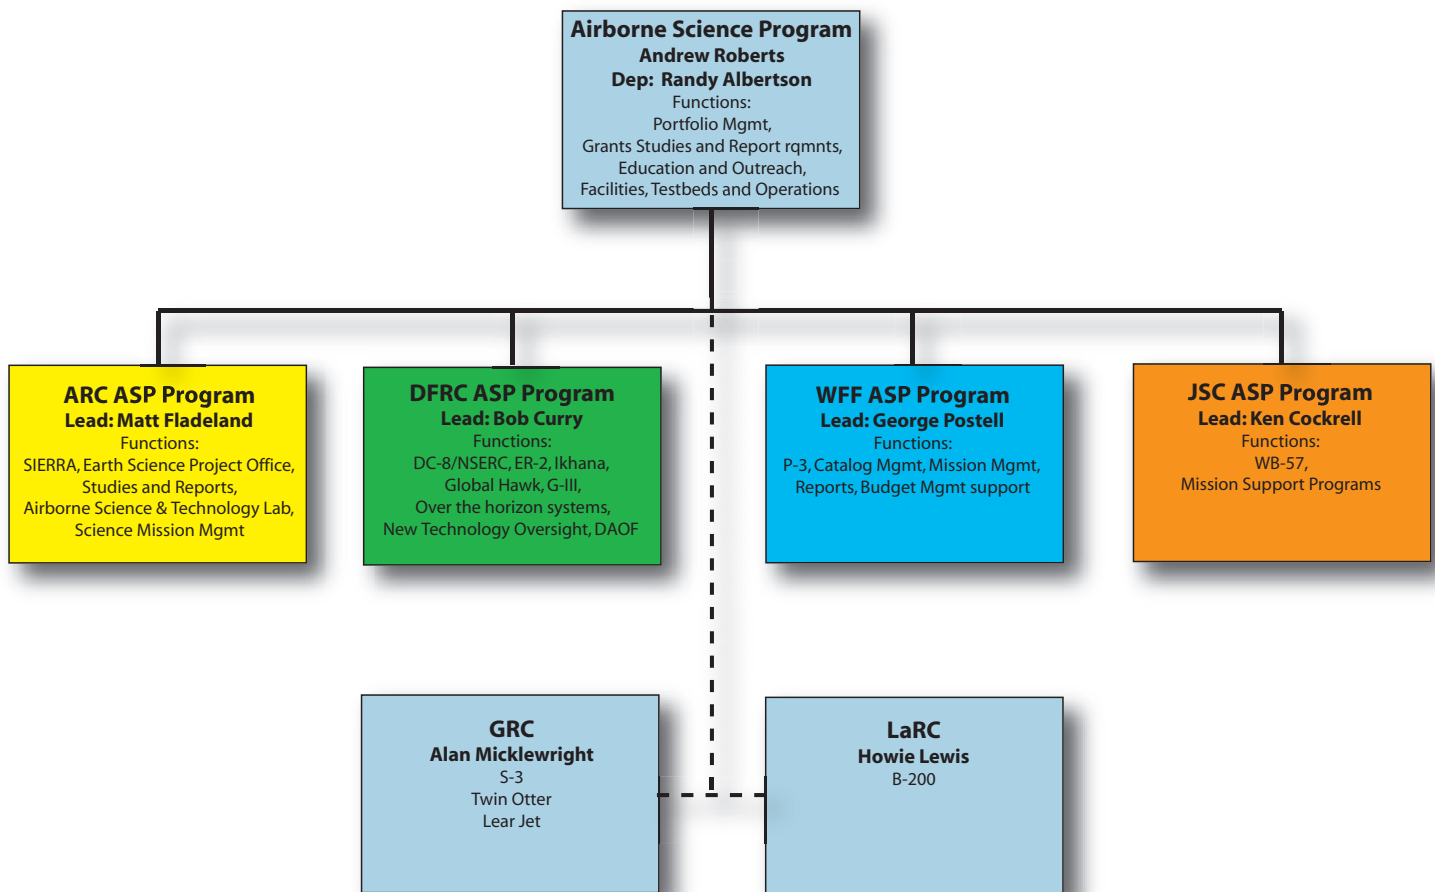 Airborne Science Program
Andrew Roberts
Dep: Randy Albertson
Functions:
Portfolio Mgmt,
Grants Studies and Report rqmnts,
Education and Outreach,
Facilities, Testbeds and Operations
ARC ASP Program
Lead: Matt Fladeland
Functions:
SIERRA, Earth Science Project Office,
Studies and Reports,
Airborne Science & Technology Lab,
Science Mission Mgmt
DFRC ASP Program
Lead: Bob Curry
Functions:
DC-8/NSERC, ER-2, Ikhana,
Global Hawk, G-III,
Over the horizon systems,
New Technology Oversight, DAOF
WFF ASP Program
Lead: George Postell
Functions:
P-3, Catalog Mgmt, Mission Mgmt,
Reports, Budget Mgmt support
JSC ASP Program
Lead: Ken Cockrell
Functions:
WB-57,
Mission Support Programs
GRC
Alan Micklewright
S-3
Twin Otter
Lear Jet
LaRC
Howie Lewis
B-200